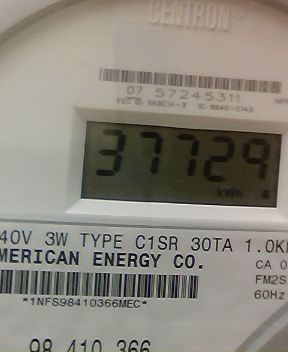 CENTRON®
07 57245311
37729
kWh
40V 3W TYPE C1SR 30TA 1.0K
MERICAN ENERGY CO.
CA 0
FM2S
60Hz
*1NFS98410366MEC*
98 410 366